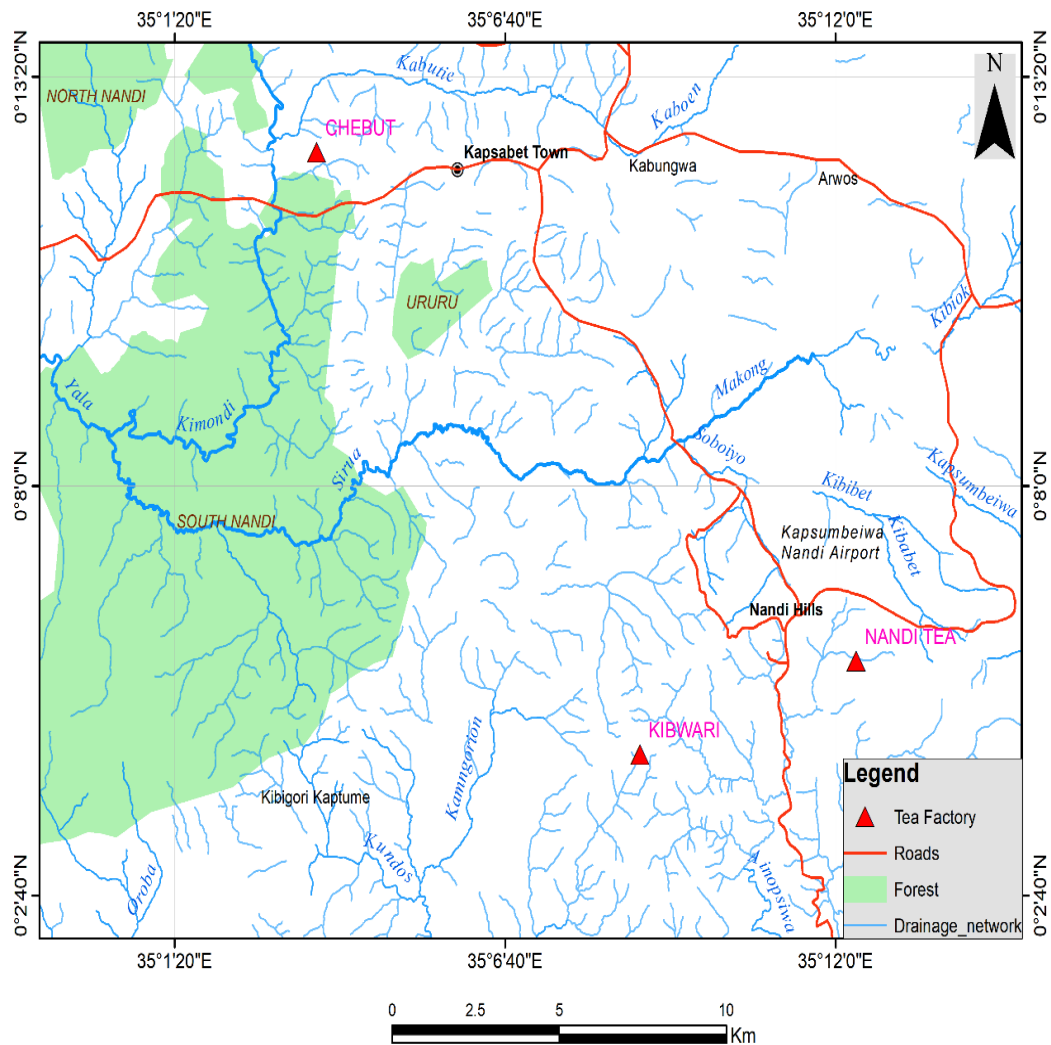 35°1'20"E
35°6'40"E
35°12'0"E
0°13'20"N
0°13'20"N
N
NORTH NANDI
Kabutie
Kaboen
CHEBUT
Kapsabet Town
Kabungwa
Arwos
URURU
Kibiok
Yala
Kimondi
Makong
Soboiyo
Sirua
Kapsumbeiwa
0°8'0"N
0°8'0"N
Kibibet
SOUTH NANDI
Kapsumbeiwa
Nandi Airport
Kibabet
Nandi Hills
NANDI TEA
KIBWARI
Kamngorion
Kibigori Kaptume
Kundos
Oroba
Ainopsiwa
Legend
Tea Factory
Roads
Forest
Drainage_network
0°2'40"N
0°2'40"N
35°1'20"E
35°6'40"E
35°12'0"E
0
2.5
5
10
Km